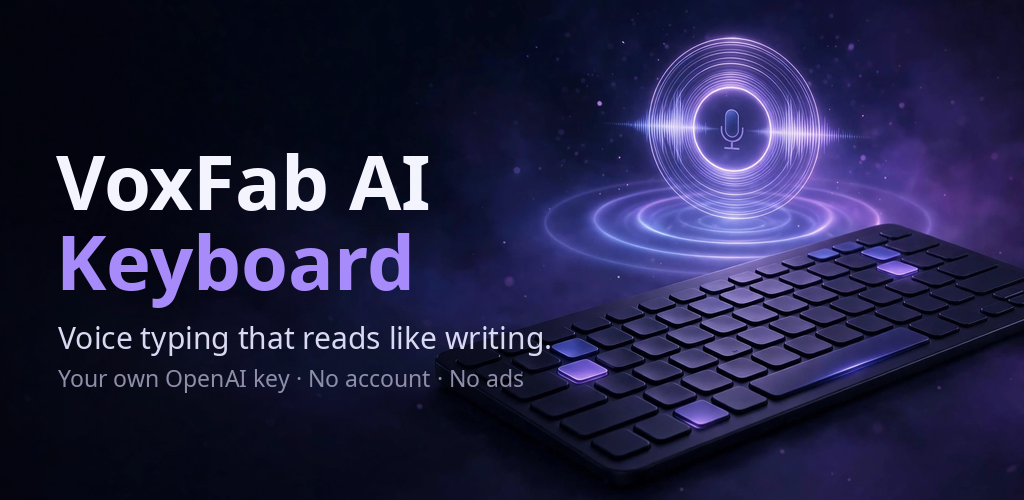 VoxFab AI
Keyboard
Voice typing that reads like writing.
Your own OpenAI key · No account · No ads